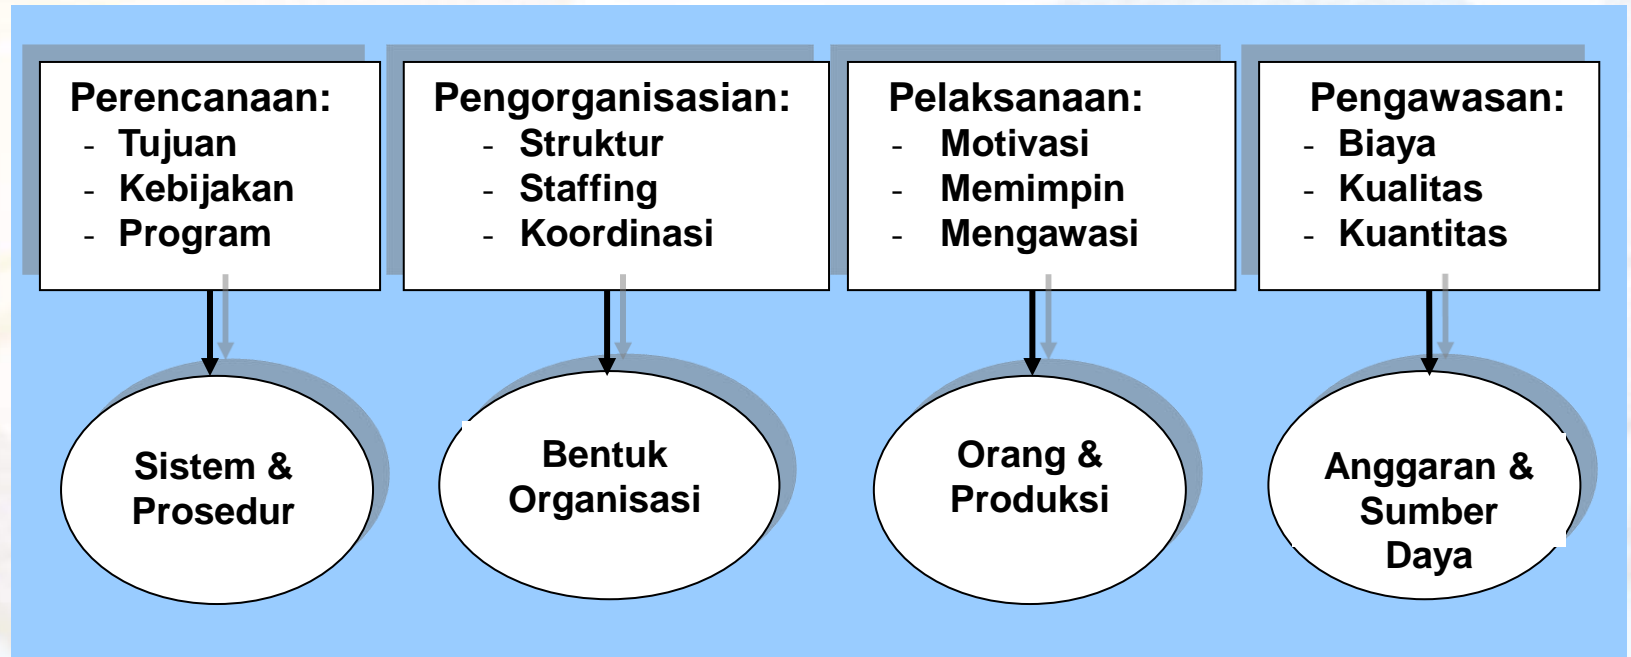 Perencanaan:
- Tujuan
- Kebijakan
- Program
Pengorganisasian:
- Struktur
- Staffing
- Koordinasi
Pelaksanaan:
- Motivasi
- Memimpin
- Mengawasi
Pengawasan:
- Biaya
- Kualitas
- Kuantitas
Sistem &
Prosedur
Bentuk
Organisasi
Orang &
Produksi
Anggaran &
Sumber
Daya